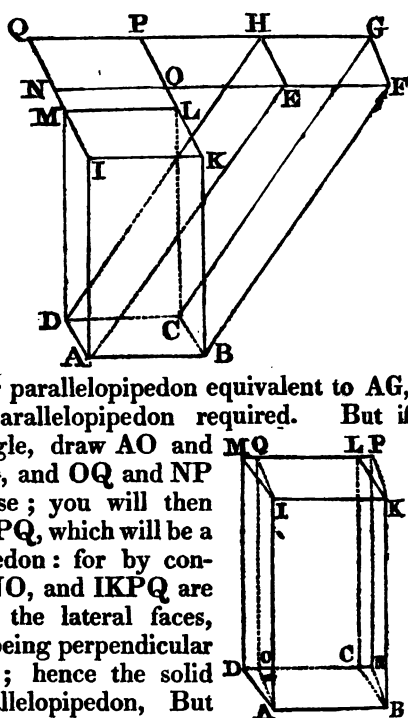 Q P H G
N O E F
M L
I K
D C
A B
parallelopipedon equivalent to AG,
arallelopipedon required. But if
gle, draw AO and
, and OQ and NP
se; you will then
PQ, which will be a
edon: for by con-
NO, and IKPQ are
the lateral faces,
being perpendicular
; hence the solid
llelopipedon, But
M Q L P
I K
D O C N
A B